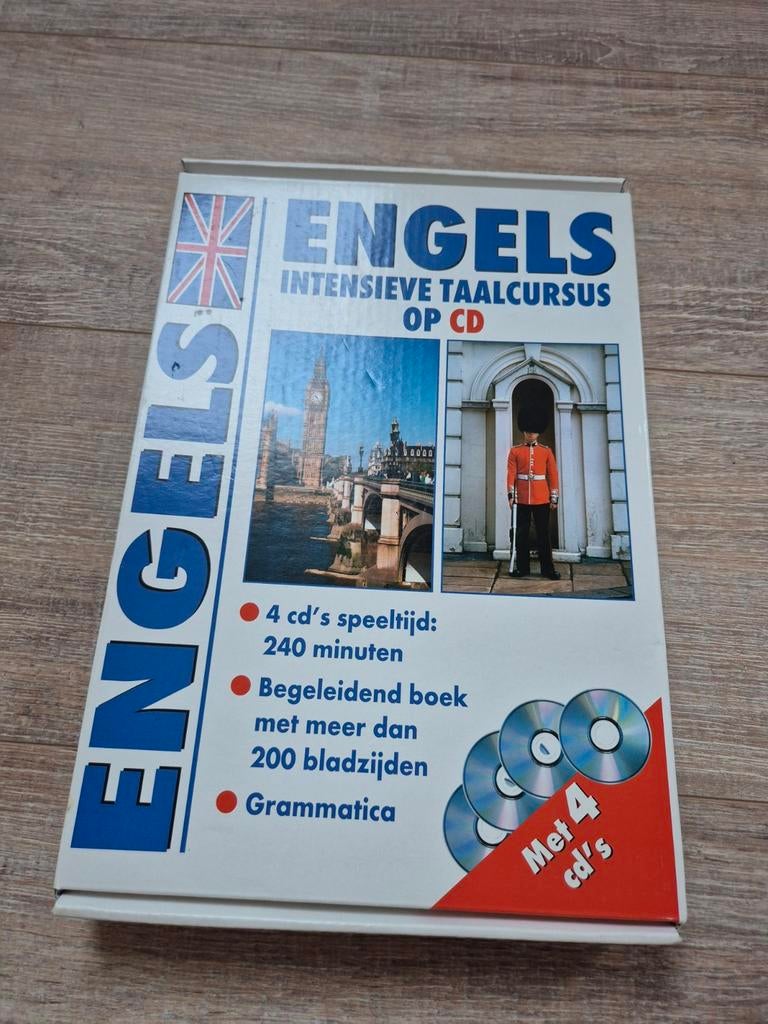 ENGELS
ENGELS
INTENSIEVE TAALCURSUS
OP CD
4 cd's speeltijd:
240 minuten
Begeleidend boek
met meer dan
200 bladzijden
Grammatica
Met 4
cd's